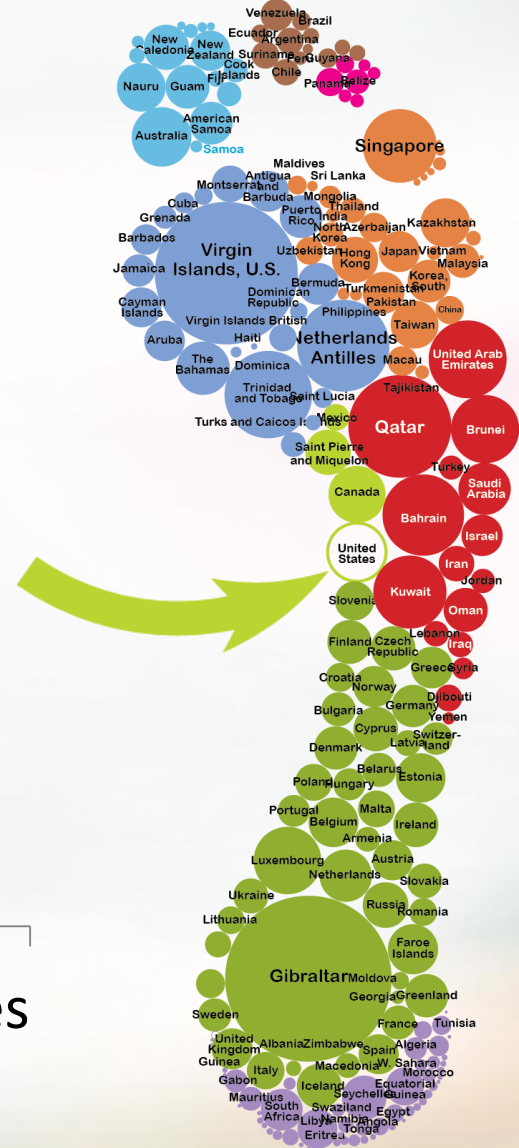 Venezuela
Brazil
Ecuador
Argentina
Suriname
Peru
Guyana
Chile
Panama
Belize
New
Caledonia
New
Zealand
Cook
Islands
Fiji
Nauru
Guam
American
Samoa
Australia
Samoa
Singapore
Maldives
Sri Lanka
Antigua
and
Barbuda
Montserrat
Mongolia
Thailand
Cuba
Puerto
Rico
India
North
Korea
Azerbaijan
Kazakhstan
Grenada
Barbados
Virgin
Islands, U.S.
Uzbekistan
Hong
Kong
Japan
Vietnam
Malaysia
Jamaica
Bermuda
Turkmenistan
Korea,
South
Dominican
Republic
Pakistan
Cayman
Islands
Philippines
China
Virgin Islands British
Taiwan
Aruba
Haiti
Netherlands
Antilles
The
Bahamas
Dominica
Macau
United Arab
Emirates
Tajikistan
Trinidad
and Tobago
Saint Lucia
Mexico
Turks and Caicos Islands
Qatar
Brunei
Saint Pierre
and Miquelon
Turkey
Canada
Saudi
Arabia
Bahrain
Israel
United
States
Iran
Jordan
Kuwait
Slovenia
Oman
Lebanon
Iraq
Finland
Czech
Republic
Greece
Syria
Croatia
Norway
Djibouti
Germany
Bulgaria
Yemen
Cyprus
Latvia
Switzer-
land
Denmark
Belarus
Estonia
Poland
Hungary
Portugal
Malta
Belgium
Ireland
Armenia
Luxembourg
Austria
Netherlands
Slovakia
Ukraine
Russia
Romania
Lithuania
Faroe
Islands
Gibraltar
Moldova
Georgia
Greenland
es
Sweden
France
Tunisia
United
Kingdom
Albania
Zimbabwe
Spain
Algeria
Guinea
Italy
Macedonia
W. Sahara
Morocco
Gabon
Iceland
Equatorial
Guinea
Mauritius
Seychelles
South
Africa
Swaziland
Egypt
Libya
Namibia
Angola
Eritrea
Tonga